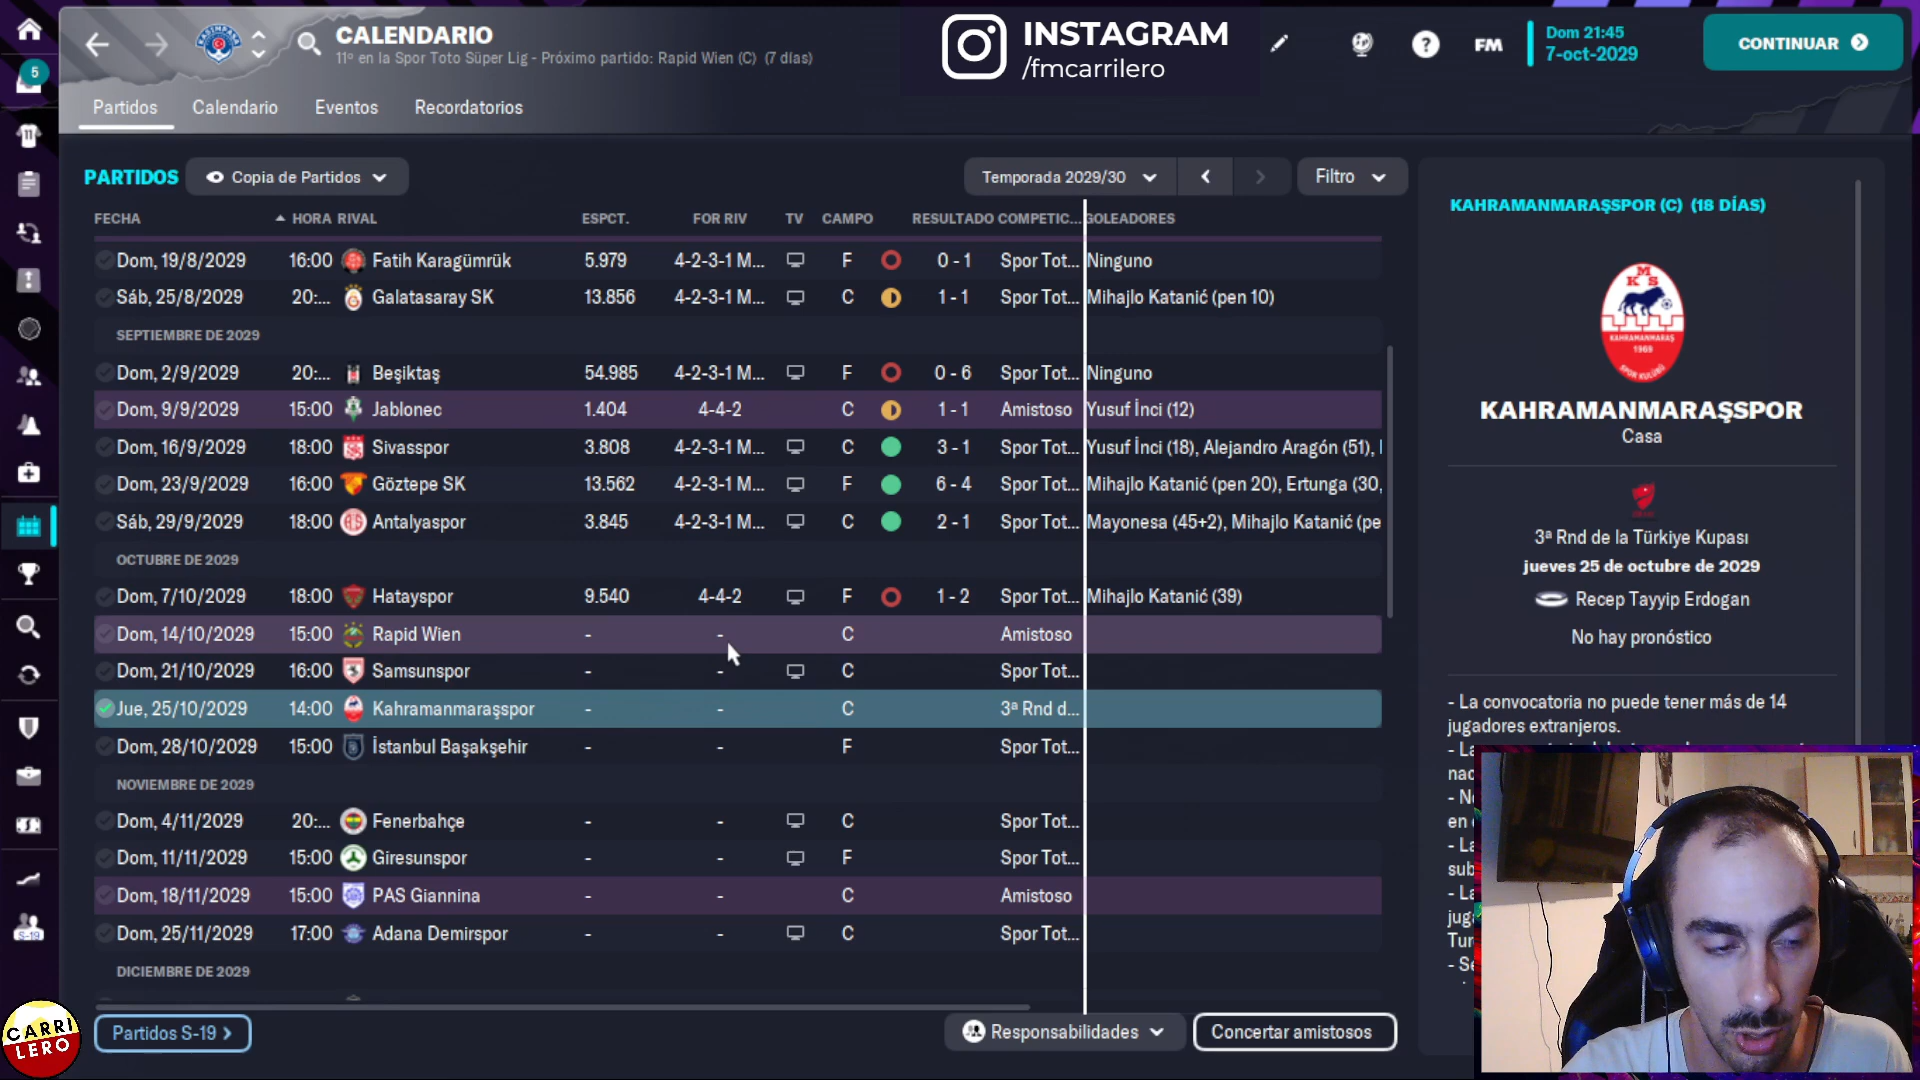 CALENDARIO
11º en la Spor Toto Süper Lig - Próximo partido: Rapid Wien (C) (7 días)
INSTAGRAM
/fmcarrilero
FM
Dom 21:45
7-oct-2029
CONTINUAR
5
Partidos Calendario Eventos Recordatorios
PARTIDOS Copia de Partidos Temporada 2029/30 Filtro
FECHA HORA RIVAL ESPCT. FOR RIV TV CAMPO RESULTADO COMPETIC... GOLEADORES
Dom, 19/8/2029 16:00 Fatih Karagümrük 5.979 4-2-3-1 M... F 0 - 1 Spor Tot... Ninguno
Sáb, 25/8/2029 20:... Galatasaray SK 13.856 4-2-3-1 M... C 1 - 1 Spor Tot... Mihajlo Katanić (pen 10)
SEPTIEMBRE DE 2029
Dom, 2/9/2029 20:... Beşiktaş 54.985 4-2-3-1 M... F 0 - 6 Spor Tot... Ninguno
Dom, 9/9/2029 15:00 Jablonec 1.404 4-4-2 C 1 - 1 Amistoso Yusuf İnci (12)
Dom, 16/9/2029 18:00 Sivasspor 3.808 4-2-3-1 M... C 3 - 1 Spor Tot... Yusuf İnci (18), Alejandro Aragón (51),
Dom, 23/9/2029 16:00 Göztepe SK 13.562 4-2-3-1 M... F 6 - 4 Spor Tot... Mihajlo Katanić (pen 20), Ertunga (30,
Sáb, 29/9/2029 18:00 Antalyaspor 3.845 4-2-3-1 M... C 2 - 1 Spor Tot... Mayonesa (45+2), Mihajlo Katanić (pe
OCTUBRE DE 2029
Dom, 7/10/2029 18:00 Hatayspor 9.540 4-4-2 F 1 - 2 Spor Tot... Mihajlo Katanić (39)
Dom, 14/10/2029 15:00 Rapid Wien - - C Amistoso
Dom, 21/10/2029 16:00 Samsunspor - - C Spor Tot...
Jue, 25/10/2029 14:00 Kahramanmaraşspor - - C 3ª Rnd d...
Dom, 28/10/2029 15:00 İstanbul Başakşehir - - F Spor Tot...
NOVIEMBRE DE 2029
Dom, 4/11/2029 20:... Fenerbahçe - - C Spor Tot...
Dom, 11/11/2029 15:00 Giresunspor - - F Spor Tot...
Dom, 18/11/2029 15:00 PAS Giannina - - C Amistoso
Dom, 25/11/2029 17:00 Adana Demirspor - - C Spor Tot...
DICIEMBRE DE 2029
Partidos S-19 Responsabilidades Concertar amistosos
KAHRAMANMARAŞSPOR (C) (18 DÍAS)
KAHRAMANMARAŞSPOR
Casa
3ª Rnd de la Türkiye Kupası
jueves 25 de octubre de 2029
Recep Tayyip Erdogan
No hay pronóstico
- La convocatoria no puede tener más de 14
jugadores extranjeros.
S-19
CARRI
LERO